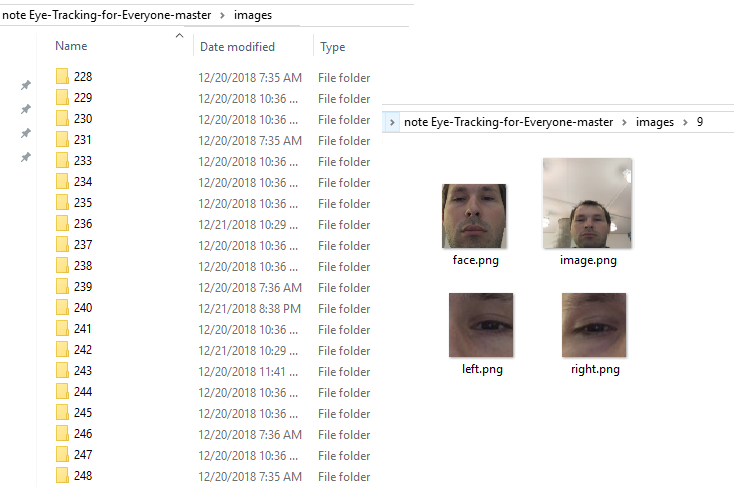 note Eye-Tracking-for-Everyone-master > images
Name Date modified Type
228 12/20/2018 7:35 AM File folder
229 12/20/2018 10:36 ... File folder
230 12/20/2018 10:36 ... File folder
231 12/20/2018 7:35 AM File folder
233 12/20/2018 10:36 ... File folder
234 12/20/2018 10:36 ... File folder
235 12/20/2018 10:36 ... File folder
236 12/21/2018 10:29 ... File folder
237 12/20/2018 10:36 ... File folder
238 12/20/2018 10:36 ... File folder
239 12/20/2018 7:36 AM File folder
240 12/21/2018 8:38 PM File folder
241 12/20/2018 10:36 ... File folder
242 12/21/2018 10:29 ... File folder
243 12/20/2018 11:41 ... File folder
244 12/20/2018 10:36 ... File folder
245 12/20/2018 10:36 ... File folder
246 12/20/2018 7:36 AM File folder
247 12/20/2018 10:36 ... File folder
248 12/20/2018 7:35 AM File folder
> note Eye-Tracking-for-Everyone-master > images > 9
face.png image.png
left.png right.png